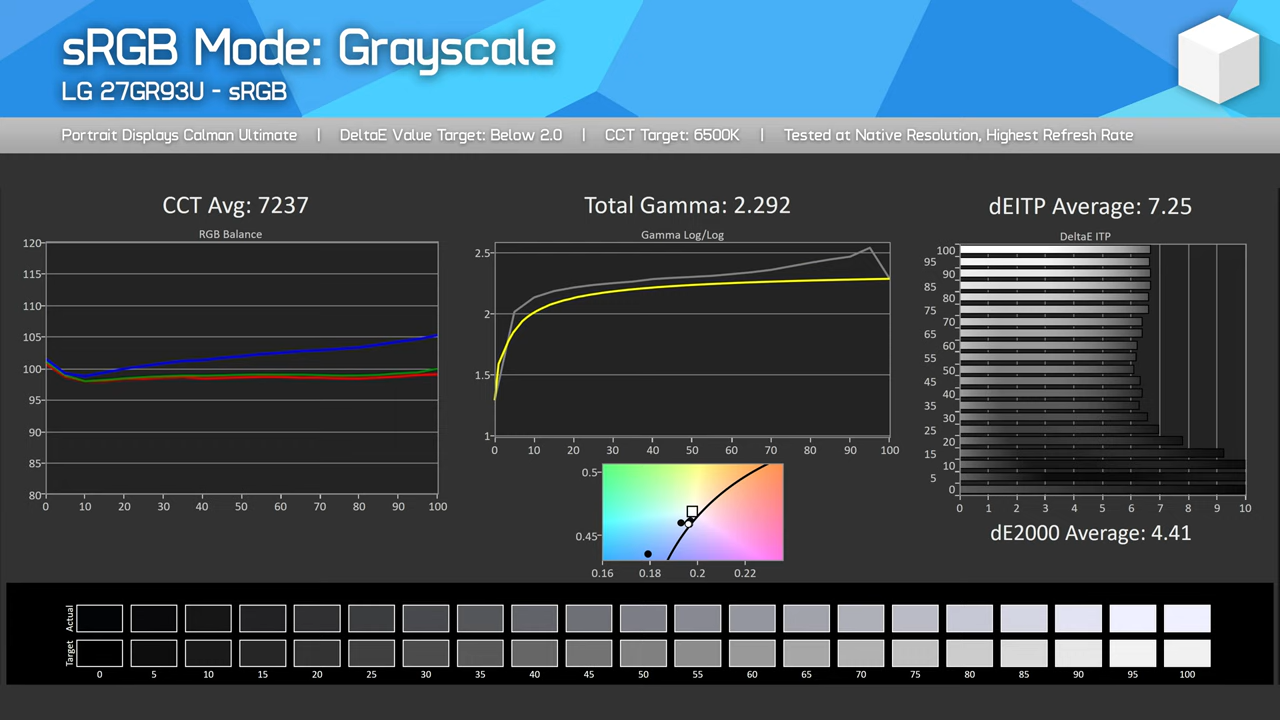 sRGB Mode: Grayscale
LG 27GR93U - sRGB
Portrait Displays Calman Ultimate | DeltaE Value Target: Below 2.0 | CCT Target: 6500K | Tested at Native Resolution, Highest Refresh Rate
CCT Avg: 7237
RGB Balance
120
115
110
105
100
95
90
85
80
0 10 20 30 40 50 60 70 80 90 100
Total Gamma: 2.292
Gamma Log/Log
2.5
2
1.5
1
0 10 20 30 40 50 60 70 80 90 100
0.5
0.45
0.16 0.18 0.2 0.22
dEITP Average: 7.25
DeltaE ITP
100
95
90
85
80
75
70
65
60
55
50
45
40
35
30
25
20
15
10
5
0
0 1 2 3 4 5 6 7 8 9 10
dE2000 Average: 4.41
Actual
Target
0 5 10 15 20 25 30 35 40 45 50 55 60 65 70 75 80 85 90 95 100